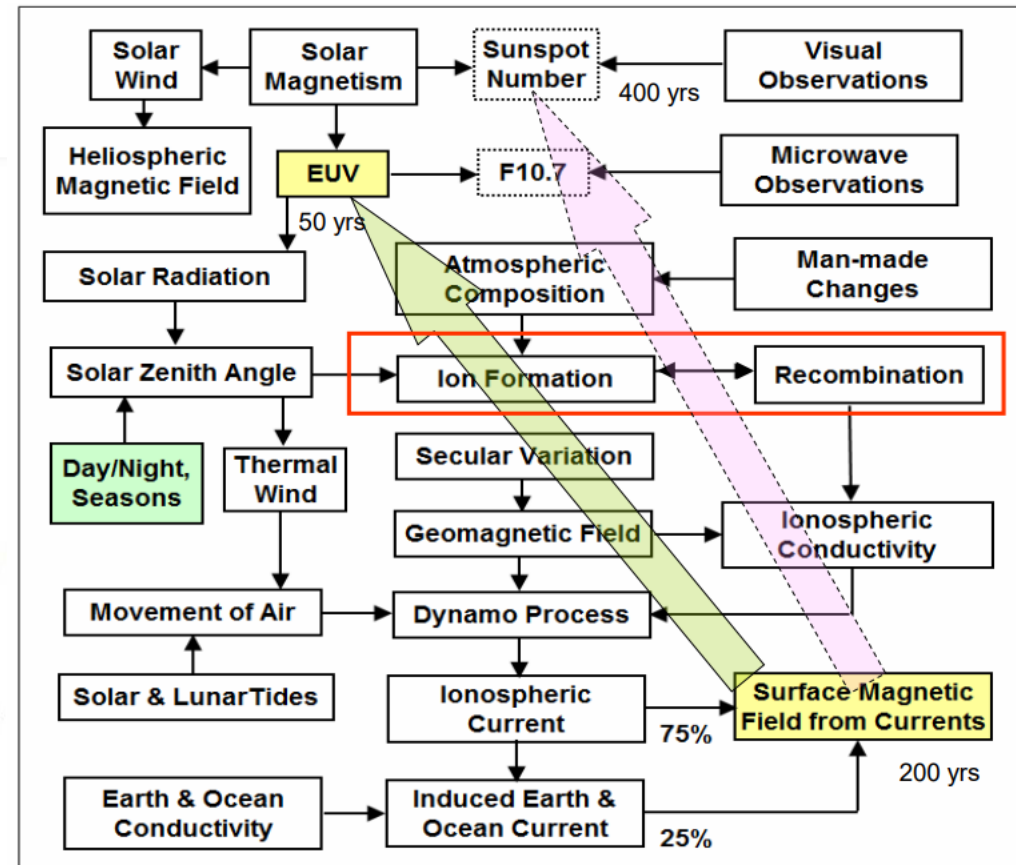 Solar
Wind
Solar
Magnetism
Sunspot
Number
Visual
Observations
400 yrs
Heliospheric
Magnetic Field
EUV
F10.7
Microwave
Observations
50 yrs
Solar Radiation
Atmospheric
Composition
Man-made
Changes
Solar Zenith Angle
Ion Formation
Recombination
Day/Night,
Seasons
Thermal
Wind
Secular Variation
Geomagnetic Field
Ionospheric
Conductivity
Movement of Air
Dynamo Process
Solar & LunarTides
Ionospheric
Current
75%
Surface Magnetic
Field from Currents
200 yrs
Earth & Ocean
Conductivity
Induced Earth &
Ocean Current
25%